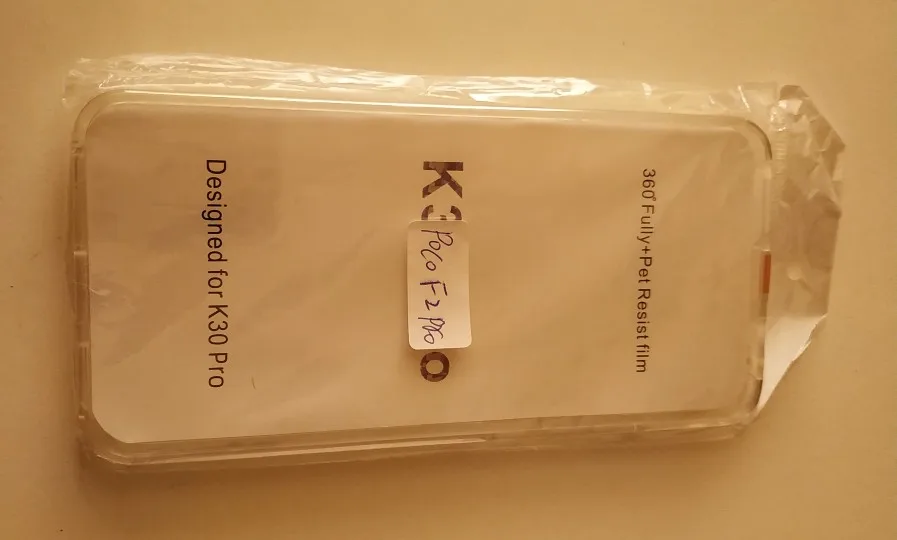 360° Fully+Pet Resist film
K3 O
POCO F2 PRO
Designed for K30 Pro